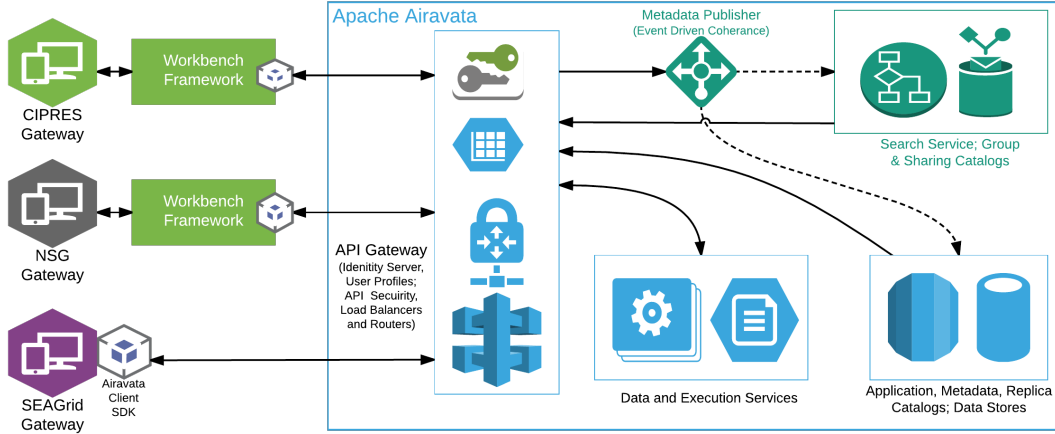 Apache Airavata
Metadata Publisher
(Event Driven Coherance)
Workbench
Framework
CIPRES
Gateway
Search Service; Group
& Sharing Catalogs
Workbench
Framework
NSG
Gateway
API Gateway
(Idenitity Server,
User Profiles;
API Secuirity,
Load Balancers
and Routers)
Airavata
Client
SDK
SEAGrid
Gateway
Data and Execution Services
Application, Metadata, Replica
Catalogs; Data Stores